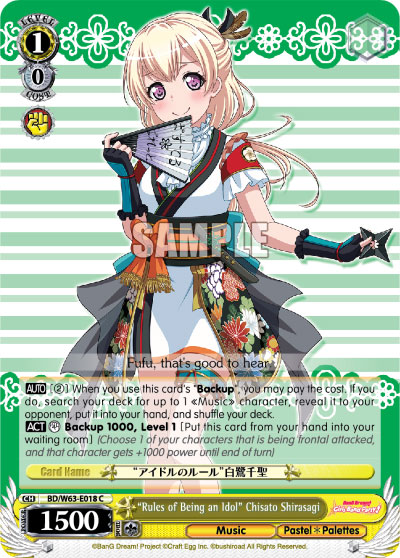 LEVEL
1
0
COST
SAMPLE
Fufu, that's good to hear.
AUTO [②] When you use this card's "Backup", you may pay the cost. If you
do, search your deck for up to 1 «Music» character, reveal it to your
opponent, put it into your hand, and shuffle your deck.
ACT Backup 1000, Level 1 [Put this card from your hand into your
waiting room] (Choose 1 of your characters that is being frontal attacked,
and that character gets +1000 power until end of turn)
Card Name
"アイドルのルール"白鷺千聖
CH
BD/W63-E018 C
1500
"Rules of Being an Idol" Chisato Shirasagi
BanG Dream!
Girls Band Party!
Music
Pastel＊Palettes
©BanG Dream! Project ©Craft Egg Inc. ©bushiroad All Rights Reserved.